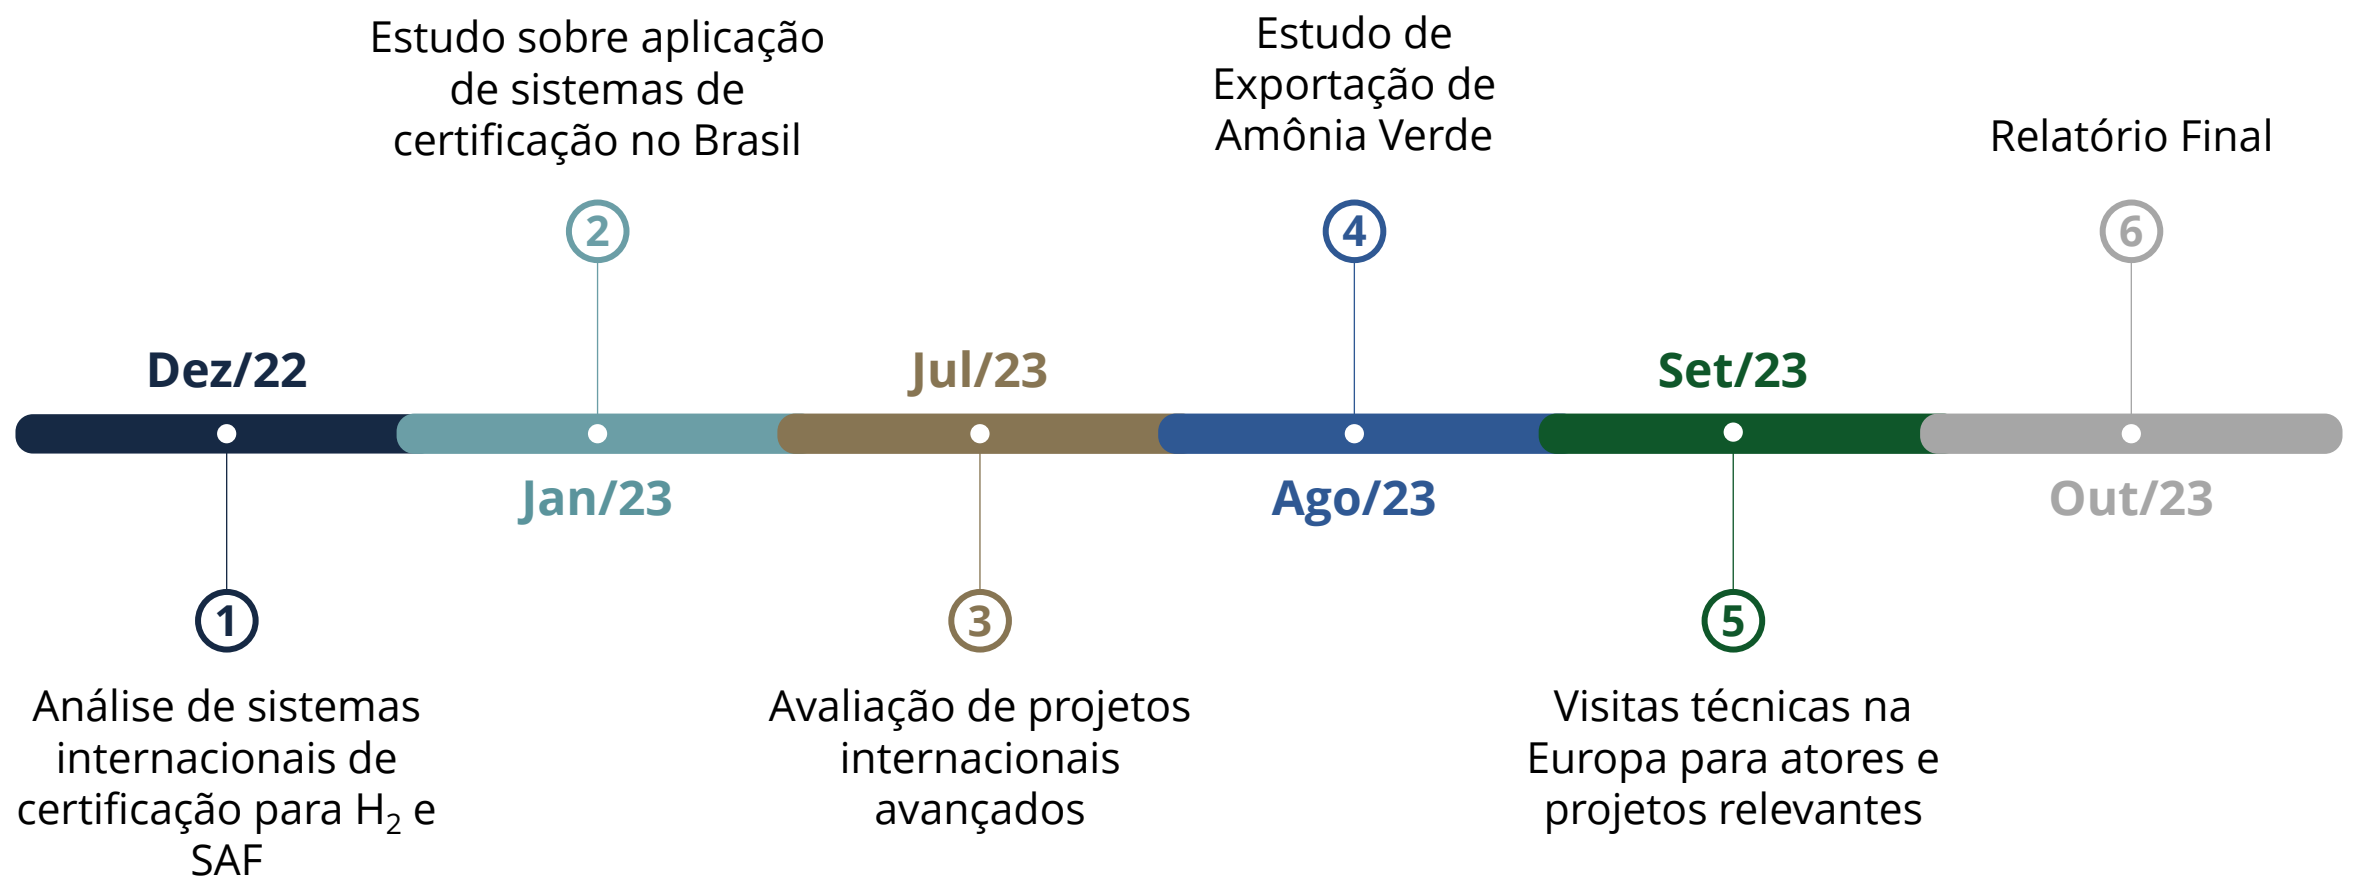 Estudo sobre aplicação
de sistemas de
certificação no Brasil
Estudo de
Exportação de
Amônia Verde
Relatório Final
2
4
6
Dez/22
Jul/23
Set/23
Jan/23
Ago/23
Out/23
1
3
5
Análise de sistemas
internacionais de
certificação para H₂ e
SAF
Avaliação de projetos
internacionais
avançados
Visitas técnicas na
Europa para atores e
projetos relevantes